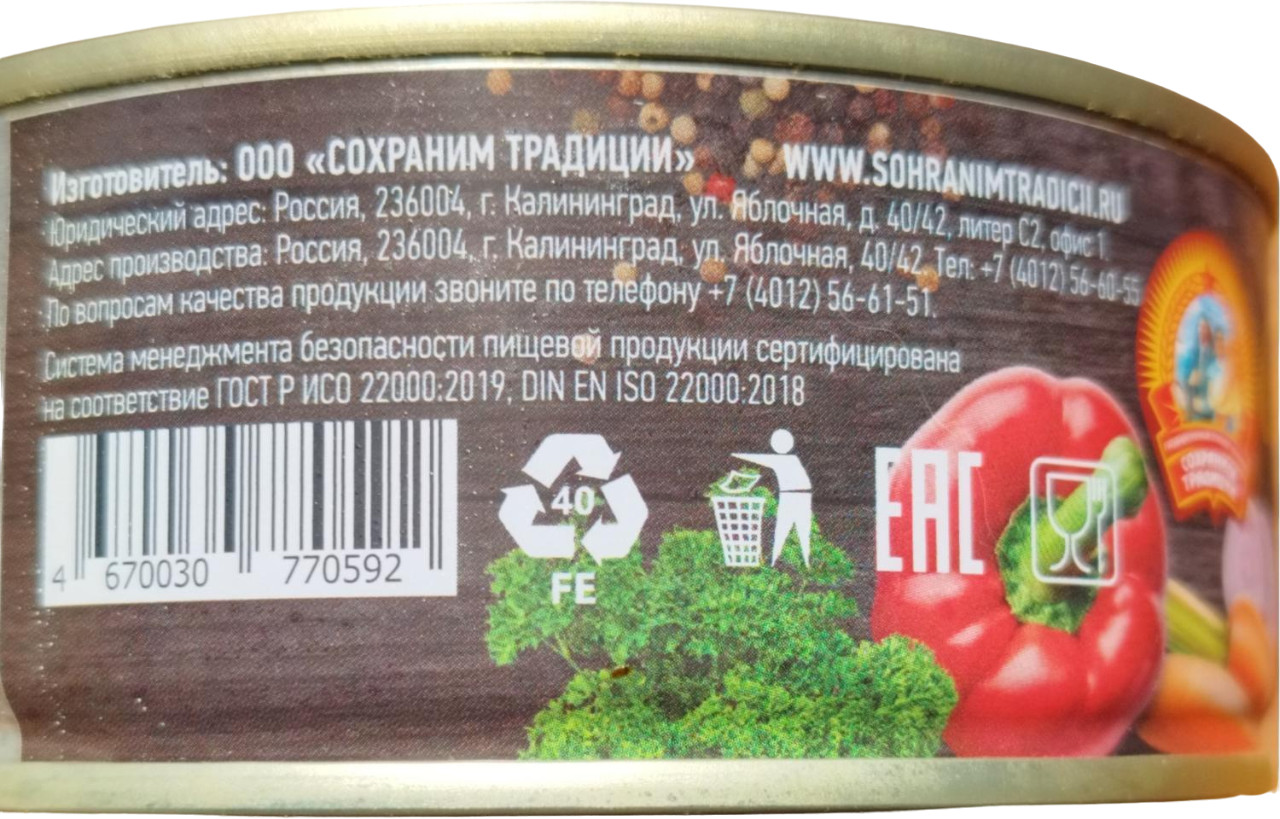 Изготовитель: ООО «СОХРАНИМ ТРАДИЦИИ» WWW.SOHRANIMTRADICII.RU
Юридический адрес: Россия, 236004, г. Калининград, ул. Яблочная, д. 40/42, литер С2, офис 1
Адрес производства: Россия, 236004, г. Калининград, ул. Яблочная, 40/42, Тел: +7 (4012) 56-60-55
По вопросам качества продукции звоните по телефону +7 (4012) 56-61-51.
Система менеджмента безопасности пищевой продукции сертифицирована
на соответствие ГОСТ Р ИСО 22000:2019, DIN EN ISO 22000:2018
4 670030 770592
40
FE
EAC
СОХРАНИМ
ТРАДИЦИИ